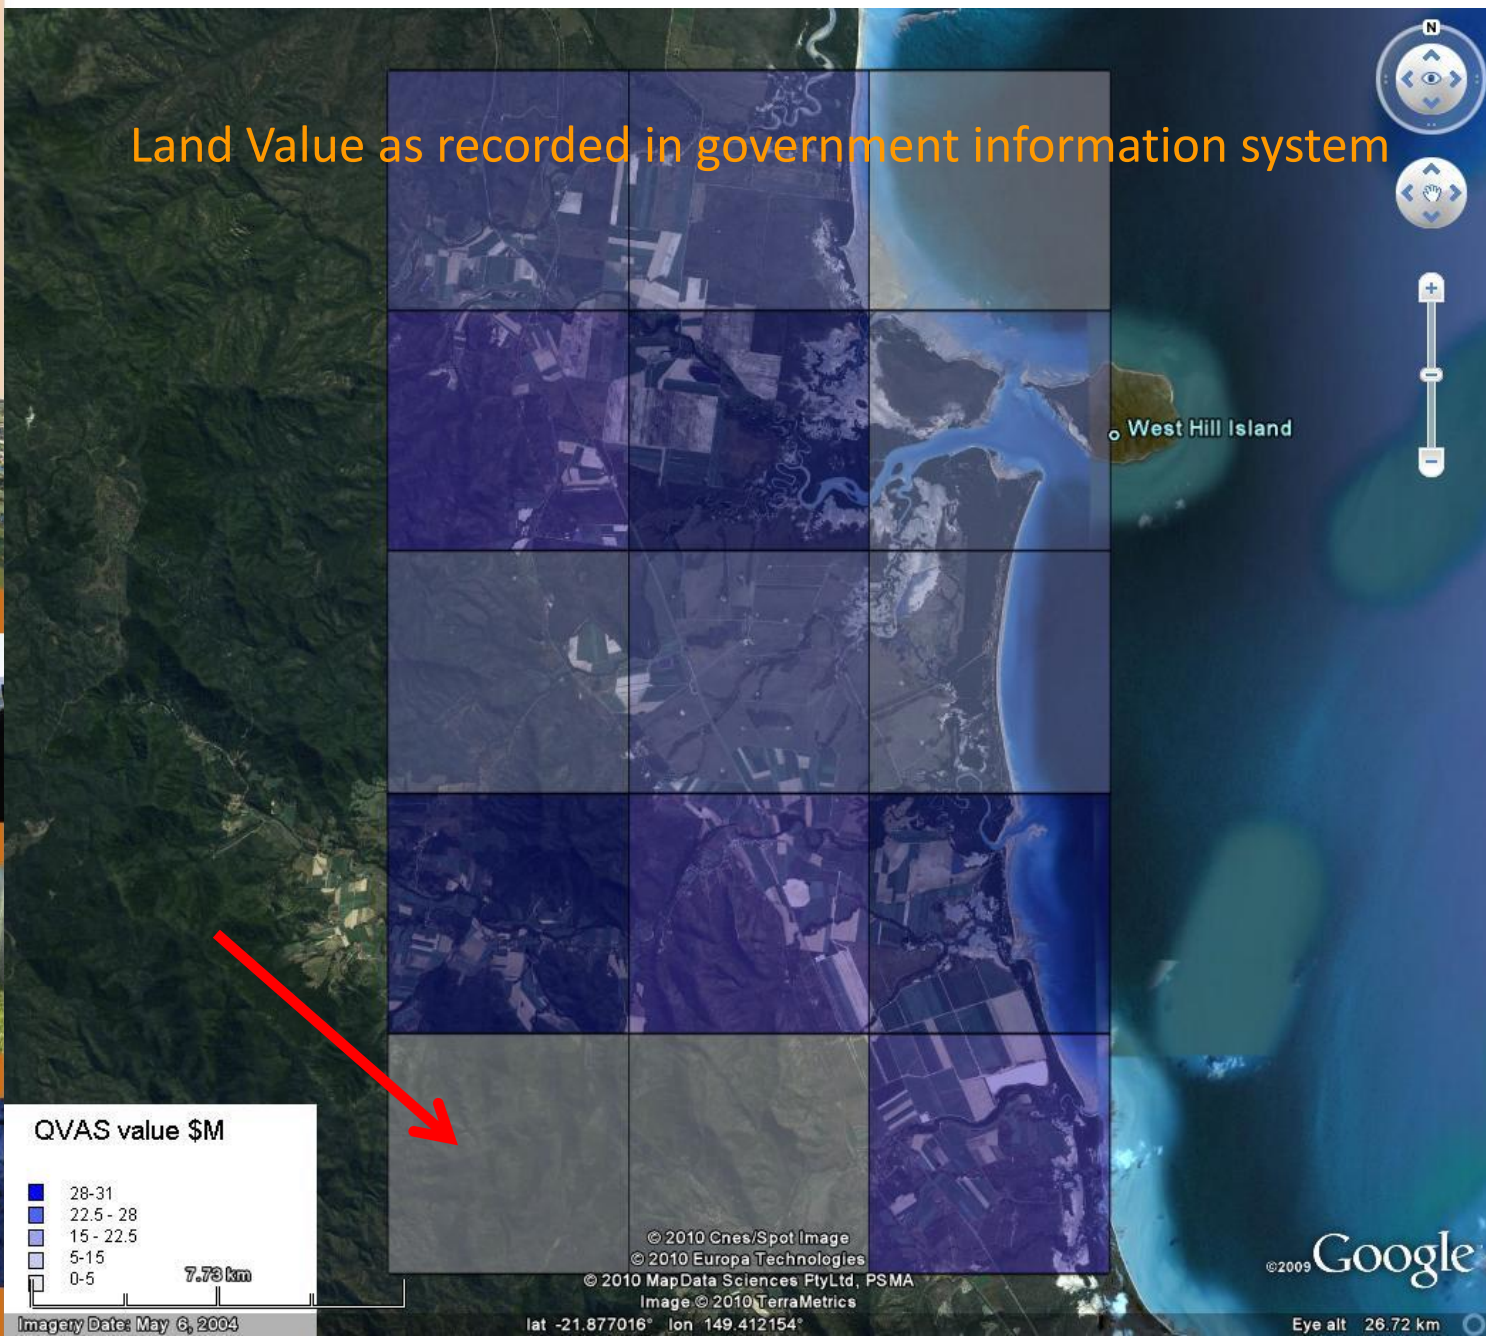 N
Land Value as recorded in government information system
West Hill Island
QVAS value $M
28-31
22.5 - 28
15 - 22.5
5-15
0-5
7.73 km
© 2010 Cnes/Spot Image
© 2010 Europa Technologies
© 2010 MapData Sciences PtyLtd, PSMA
Image © 2010 TerraMetrics
©2009 Google
Imagery Date: May 6, 2004
lat -21.877016° lon 149.412154°
Eye alt 26.72 km